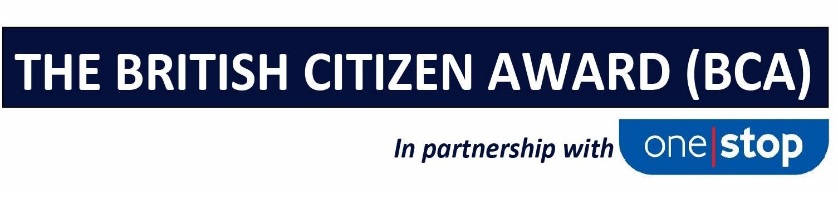 THE BRITISH CITIZEN AWARD (BCA)
In partnership with one|stop